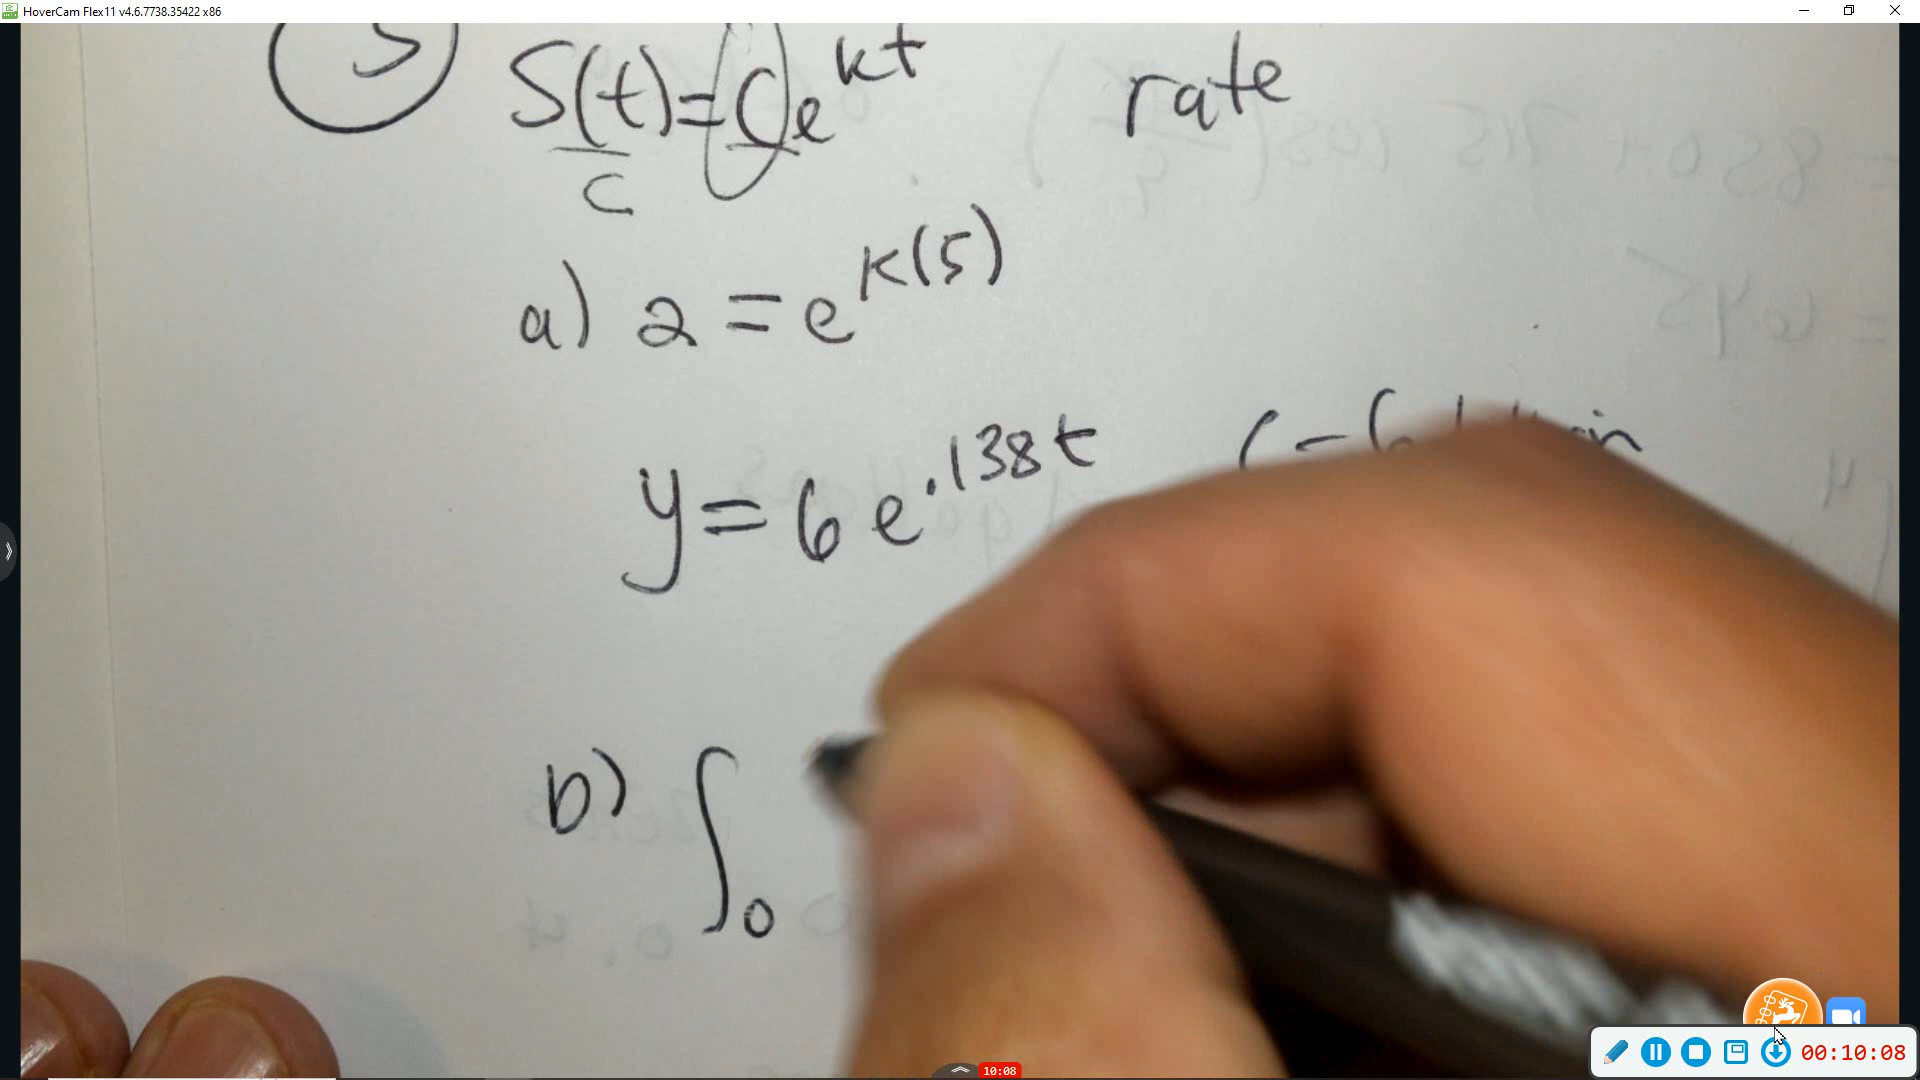 HoverCam Flex11 v4.6.7738.35422 x86
S(t) = Ce^kt rate
C
a) 2 = e^k(5)
y = 6e^.138t
b) ∫0
10:08
00:10:08